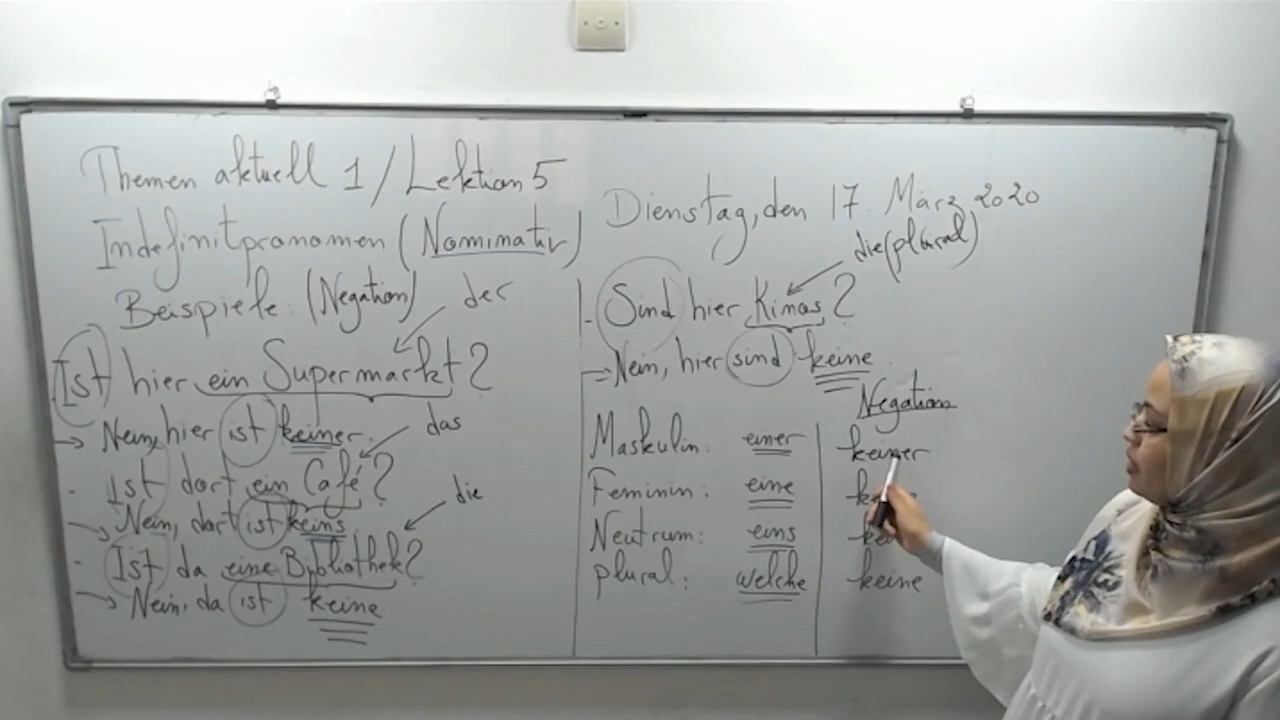 Themen aktuell 1 / Lektion 5
Indefinitpronomen (Nominativ)
Beispiele: (Negation)
der
Ist hier ein Supermarkt?
→ Nein, hier ist keiner.
das
- Ist dort ein Café?
→ Nein, dort ist keins
die
- Ist da eine Bibliothek?
→ Nein, da ist keine
Dienstag, den 17. März 2020
die (plural)
- Sind hier Kinos?
→ Nein, hier sind keine.
Negation
Maskulin: einer keiner
Feminin: eine
Neutrum: eins
plural: welche keine